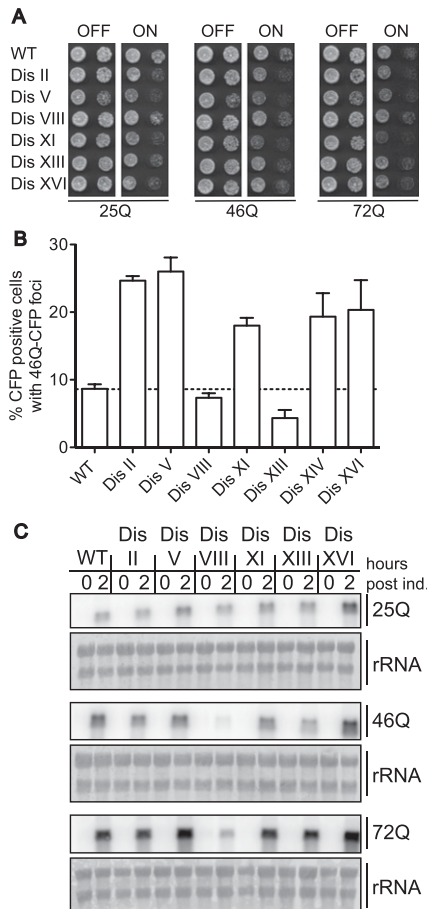 A
OFF ON OFF ON OFF ON
WT
Dis II
Dis V
Dis VIII
Dis XI
Dis XIII
Dis XVI
25Q 46Q 72Q
B
% CFP positive cells
with 46Q-CFP foci
30
20
10
0
WT Dis II Dis V Dis VIII Dis XI Dis XIII Dis XIV Dis XVI
C
Dis Dis Dis Dis Dis Dis
WT II V VIII XI XIII XVI hours
0 2 0 2 0 2 0 2 0 2 0 2 0 2 post ind.
25Q
rRNA
46Q
rRNA
72Q
rRNA